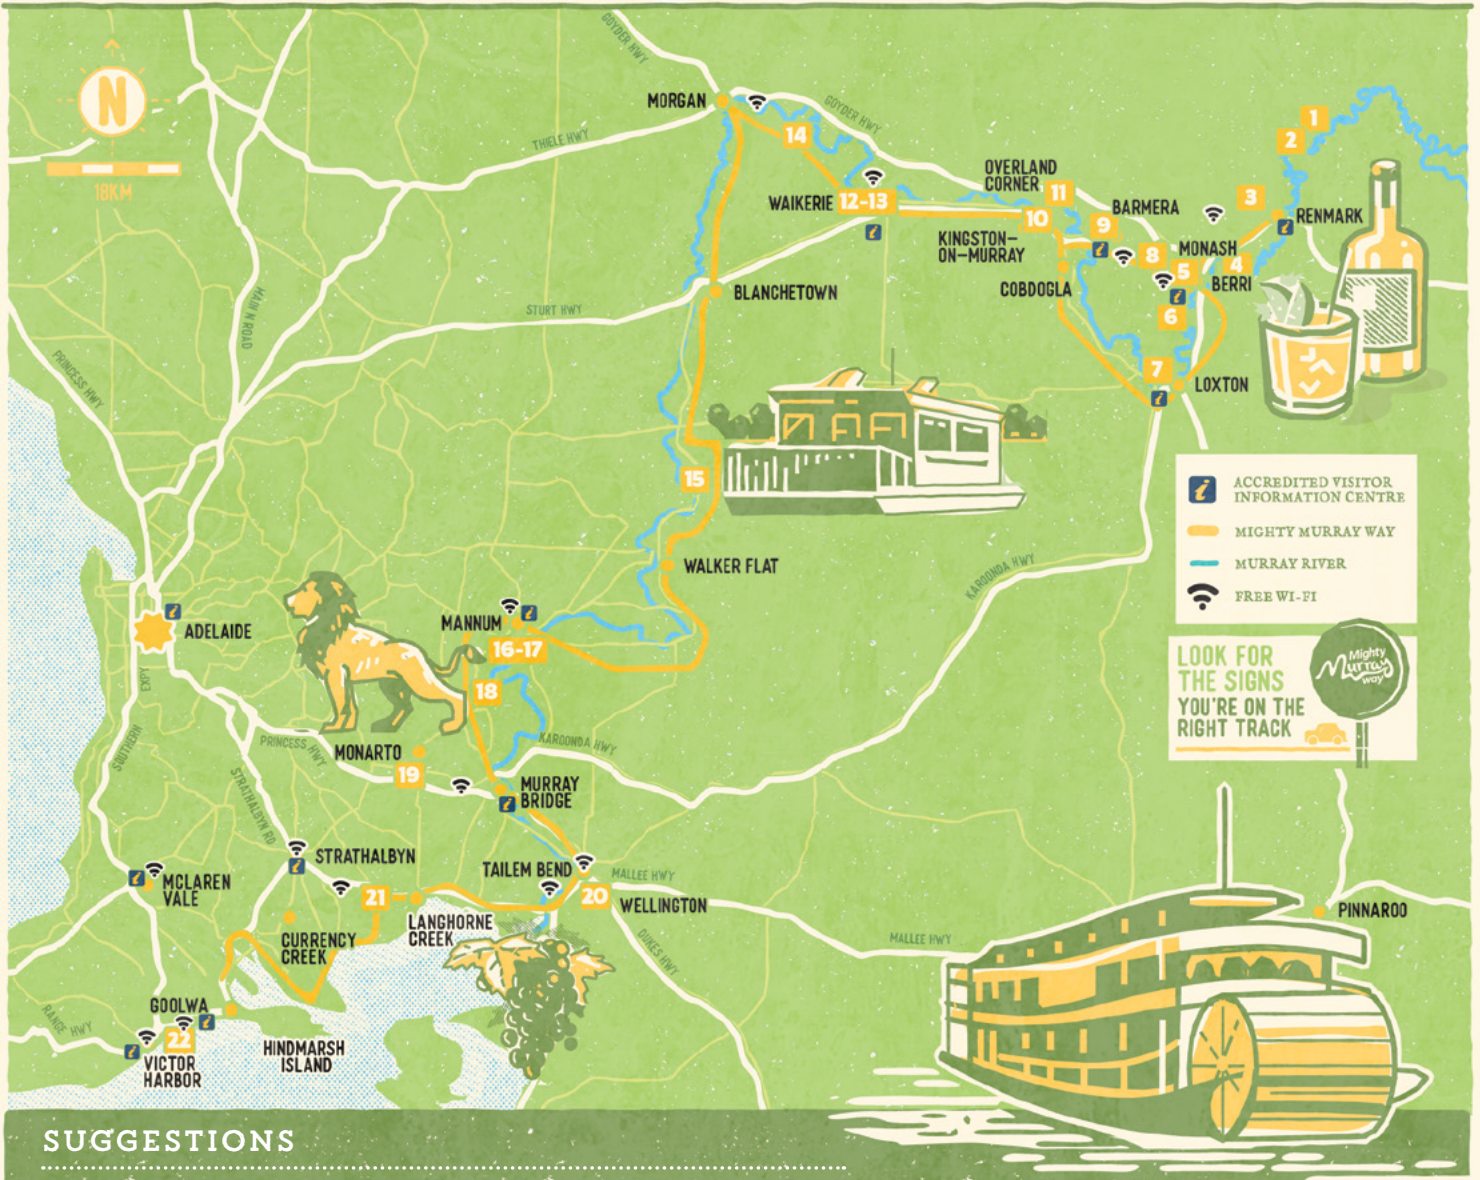 GOYDER HWY
N
18KM
MORGAN
GOYDER HWY
THIELE HWY
14
1
2
OVERLAND
CORNER
11
3
WAIKERIE
12-13
10
9
BARMERA
RENMARK
KINGSTON-
ON-MURRAY
8
MONASH
4
5
BERRI
COBDOGLA
6
BLANCHETOWN
STURT HWY
MAIN N ROAD
PRINCESS HWY
7
LOXTON
15
ACCREDITED VISITOR
INFORMATION CENTRE
MIGHTY MURRAY WAY
MURRAY RIVER
FREE WI-FI
WALKER FLAT
KAROONDA HWY
MANNUM
16-17
ADELAIDE
EXPY
SOUTHERN
18
LOOK FOR
THE SIGNS
YOU'RE ON THE
RIGHT TRACK
Mighty
Murray
way
PRINCESS HWY
MONARTO
19
KAROONDA HWY
MURRAY
BRIDGE
STRATHALBYN RD
STRATHALBYN
TAILEM BEND
MALLEE HWY
MCLAREN
VALE
21
20
WELLINGTON
LANGHORNE
CREEK
CURRENCY
CREEK
DUKES HWY
MALLEE HWY
PINNAROO
GOOLWA
RANGE HWY
22
VICTOR
HARBOR
HINDMARSH
ISLAND
SUGGESTIONS